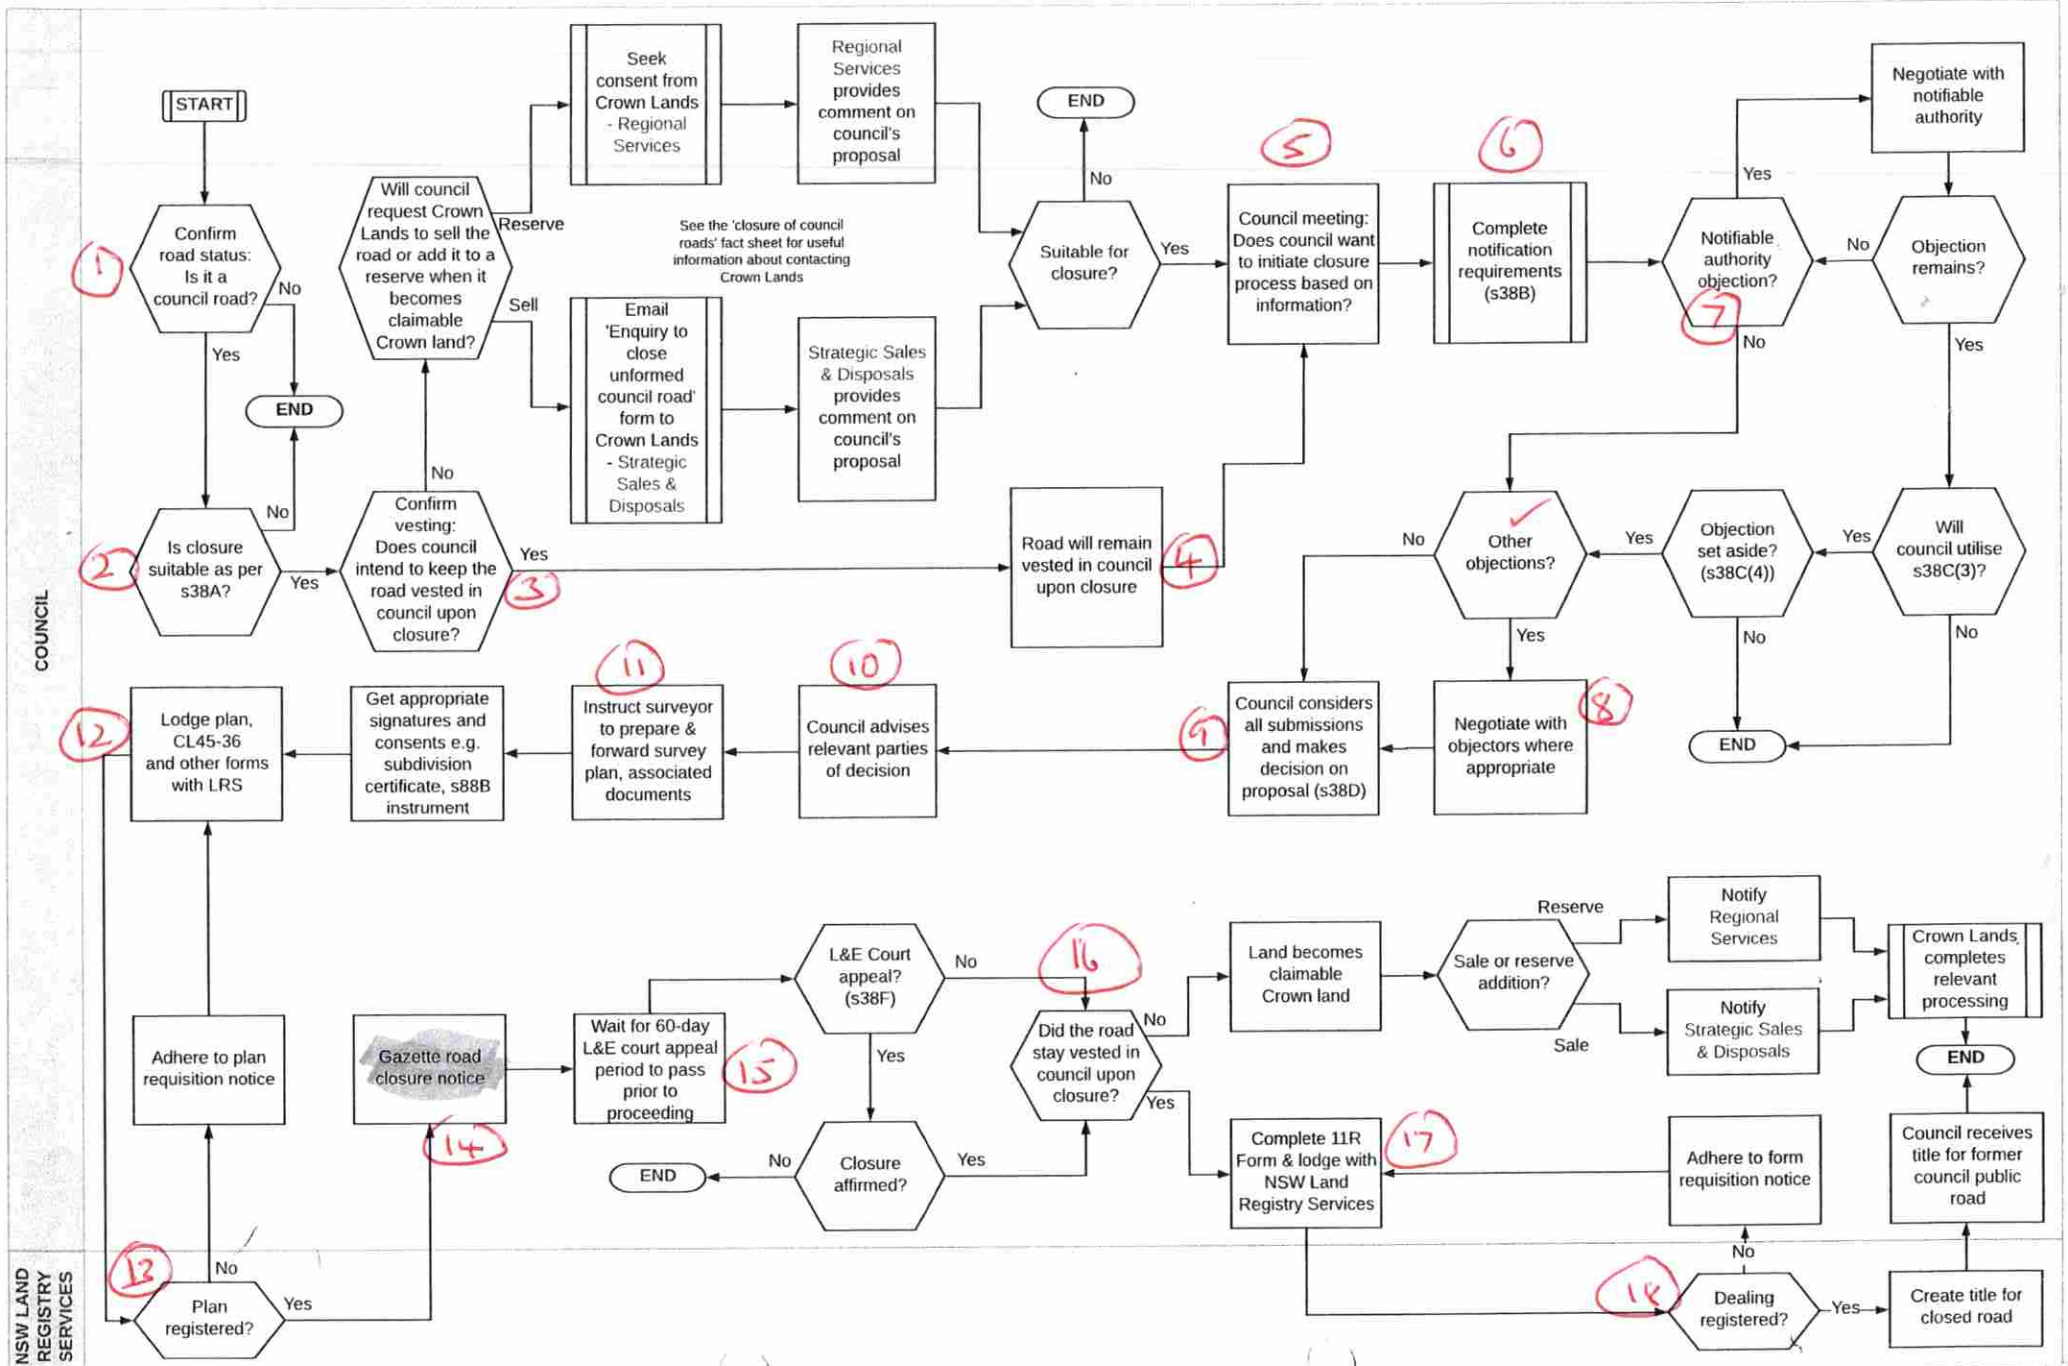 START
1
Confirm
road status:
Is it a
council road?
No
Yes
END
No
2
Is closure
suitable as per
s38A?
Yes
Confirm
vesting:
Does council
intend to keep the
road vested in
council upon
closure?
Yes
3
No
Will council
request Crown
Lands to sell the
road or add it to a
reserve when it
becomes
claimable
Crown land?
Reserve
Sell
Seek
consent from
Crown Lands
- Regional
Services
Regional
Services
provides
comment on
council's
proposal
See the 'closure of council
roads' fact sheet for useful
information about contacting
Crown Lands
Email
'Enquiry to
close
unformed
council road'
form to
Crown Lands
- Strategic
Sales &
Disposals
Strategic Sales
& Disposals
provides
comment on
council's
proposal
END
No
Suitable for
closure?
Yes
Road will remain
vested in council
upon closure
4
5
Council meeting:
Does council want
to initiate closure
process based on
information?
6
Complete
notification
requirements
(s38B)
Notifiable
authority
objection?
7
Yes
No
Negotiate with
notifiable
authority
Objection
remains?
No
Yes
Will
council utilise
s38C(3)?
Yes
No
Objection
set aside?
(s38C(4))
Yes
No
END
Other
objections?
No
Yes
Negotiate with
objectors where
appropriate
8
Council considers
all submissions
and makes
decision on
proposal (s38D)
9
10
Council advises
relevant parties
of decision
11
Instruct surveyor
to prepare &
forward survey
plan, associated
documents
Get appropriate
signatures and
consents e.g.
subdivision
certificate, s88B
instrument
12
Lodge plan,
CL45-36
and other forms
with LRS
COUNCIL
Adhere to plan
requisition notice
13
Plan
registered?
No
Yes
Gazette road
closure notice
14
Wait for 60-day
L&E court appeal
period to pass
prior to
proceeding
15
L&E Court
appeal?
(s38F)
No
Yes
Closure
affirmed?
No
END
Yes
16
Did the road
stay vested in
council upon
closure?
No
Yes
Land becomes
claimable
Crown land
Sale or reserve
addition?
Reserve
Sale
Notify
Regional
Services
Notify
Strategic Sales
& Disposals
Crown Lands
completes
relevant
processing
END
Complete 11R
Form & lodge with
NSW Land
Registry Services
17
Adhere to form
requisition notice
No
18
Dealing
registered?
Yes
Create title for
closed road
Council receives
title for former
council public
road
NSW LAND
REGISTRY
SERVICES